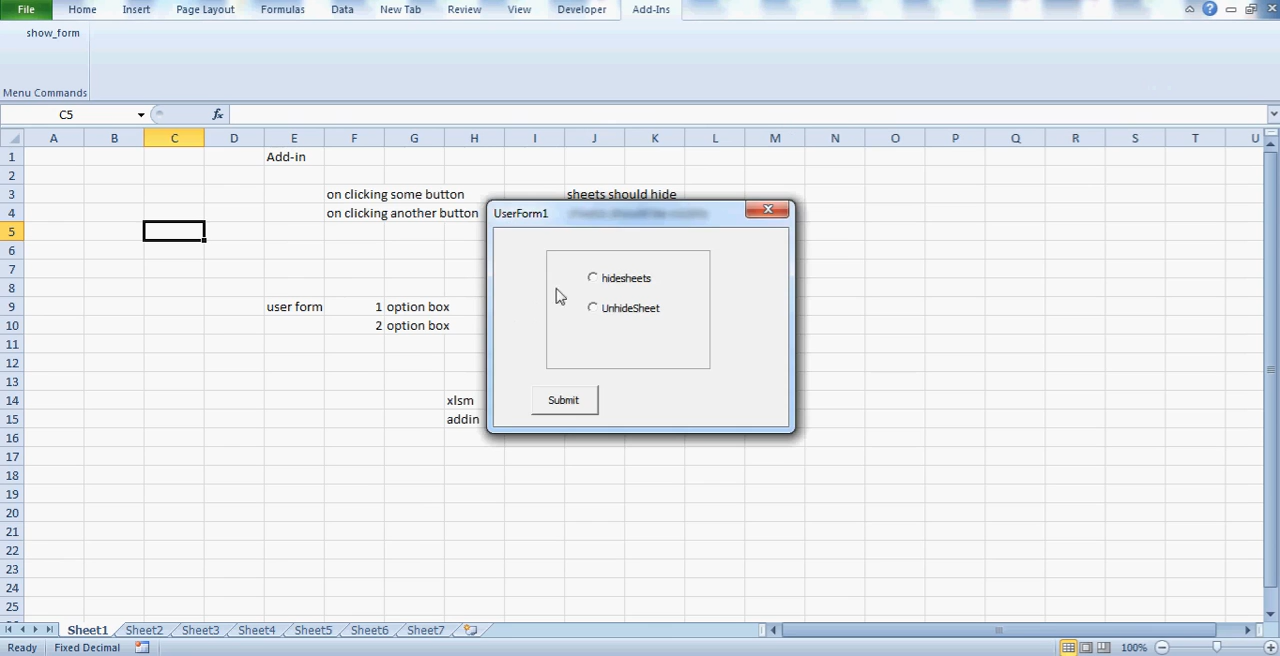 File Home Insert Page Layout Formulas Data New Tab Review View Developer Add-Ins
show_form
Menu Commands
C5 fx
A B C D E F G H I J K L M N O P Q R S T U
1 Add-in
2
3 on clicking some button sheets should hide
4 on clicking another button
UserForm1
5
6
7
hidesheets
8
UnhideSheet
9 user form 1 option box
10 2 option box
11
12
13
14 xlsm
Submit
15 addin
16
17
18
19
20
21
22
23
24
25
Sheet1 Sheet2 Sheet3 Sheet4 Sheet5 Sheet6 Sheet7
Ready Fixed Decimal 100%